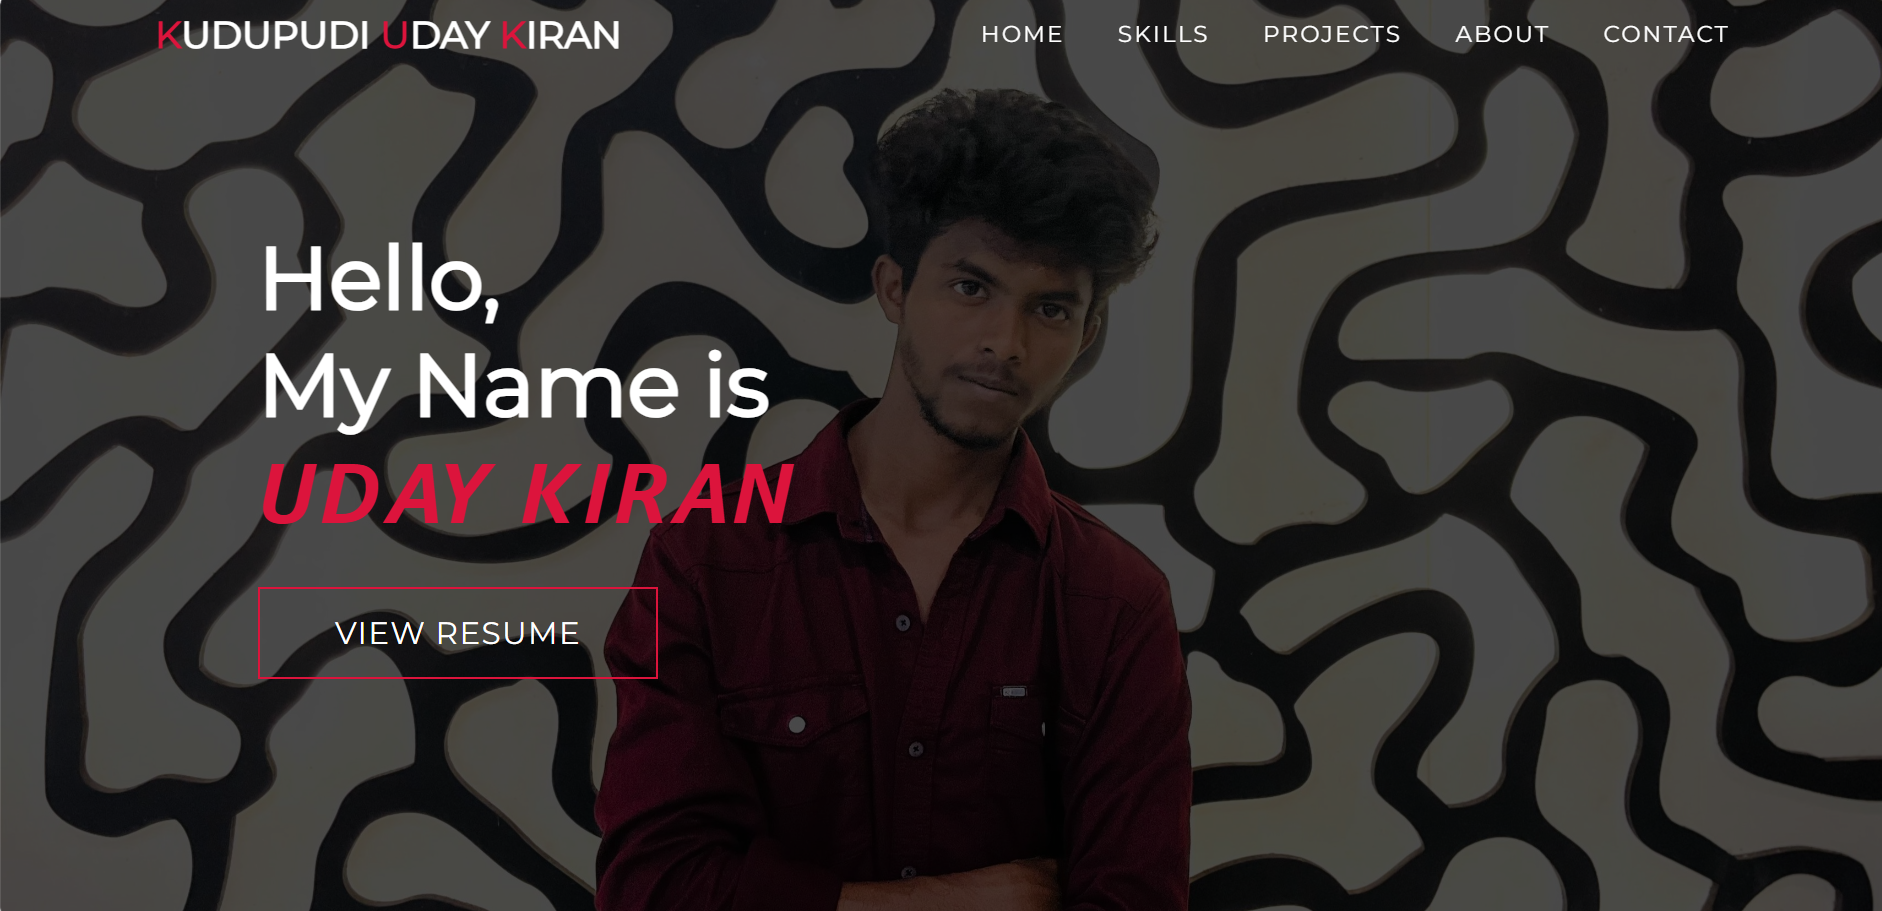 KUDUPUDI UDAY KIRAN
HOME SKILLS PROJECTS ABOUT CONTACT
Hello,
My Name is
UDAY KIRAN
VIEW RESUME